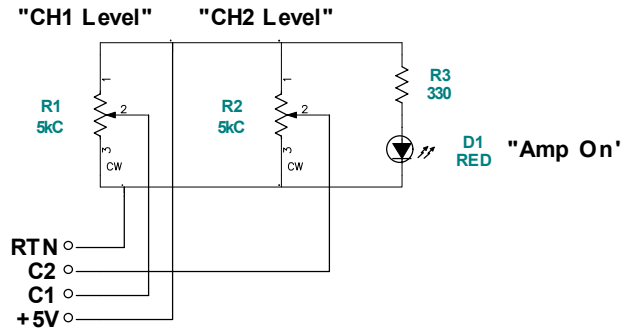 "CH1 Level" "CH2 Level"
1 1
R1 2 R2 2 R3
5kC 5kC 330
3 3
CW CW
D1 "Amp On'
RED
RTN
C2
C1
+5V